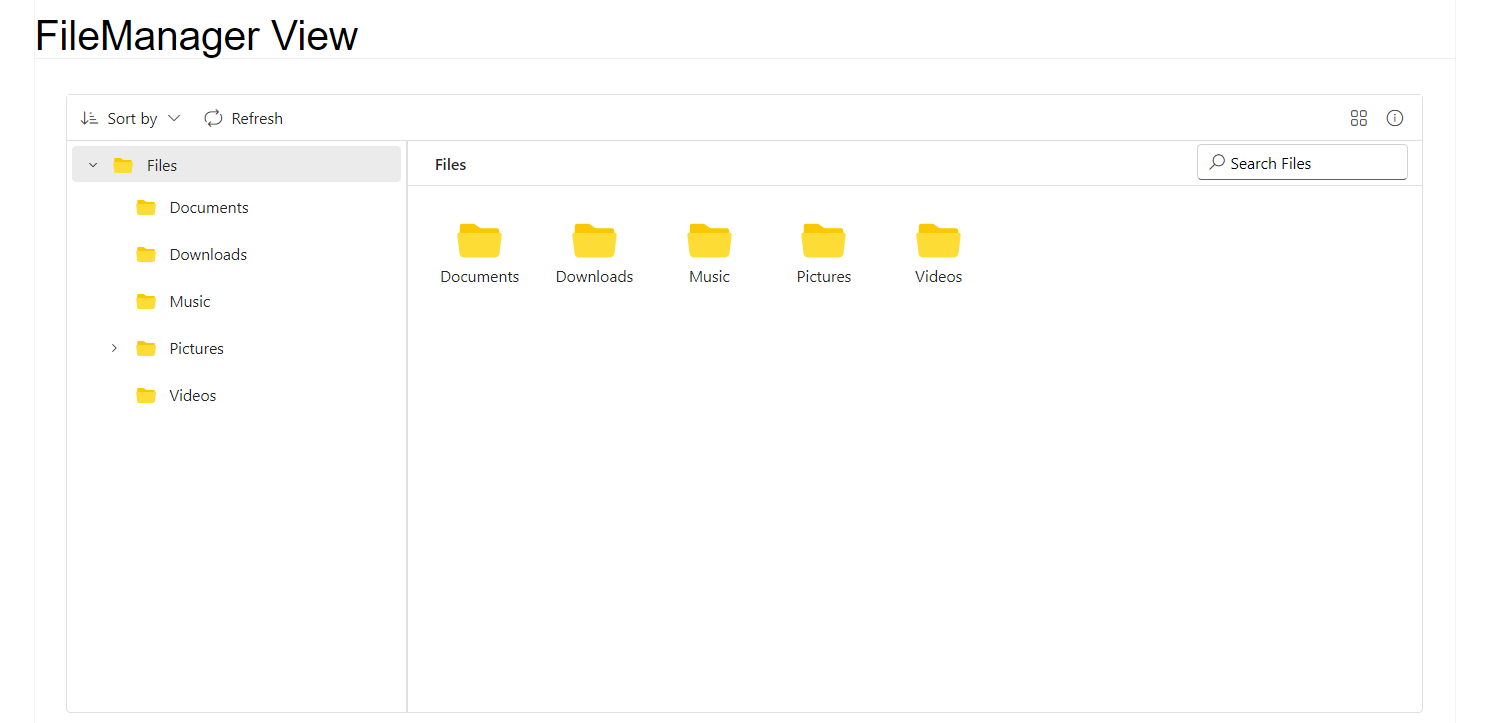 FileManager View
Sort by Refresh
Files
Documents
Downloads
Music
Pictures
Videos
Files
Search Files
Documents Downloads Music Pictures Videos